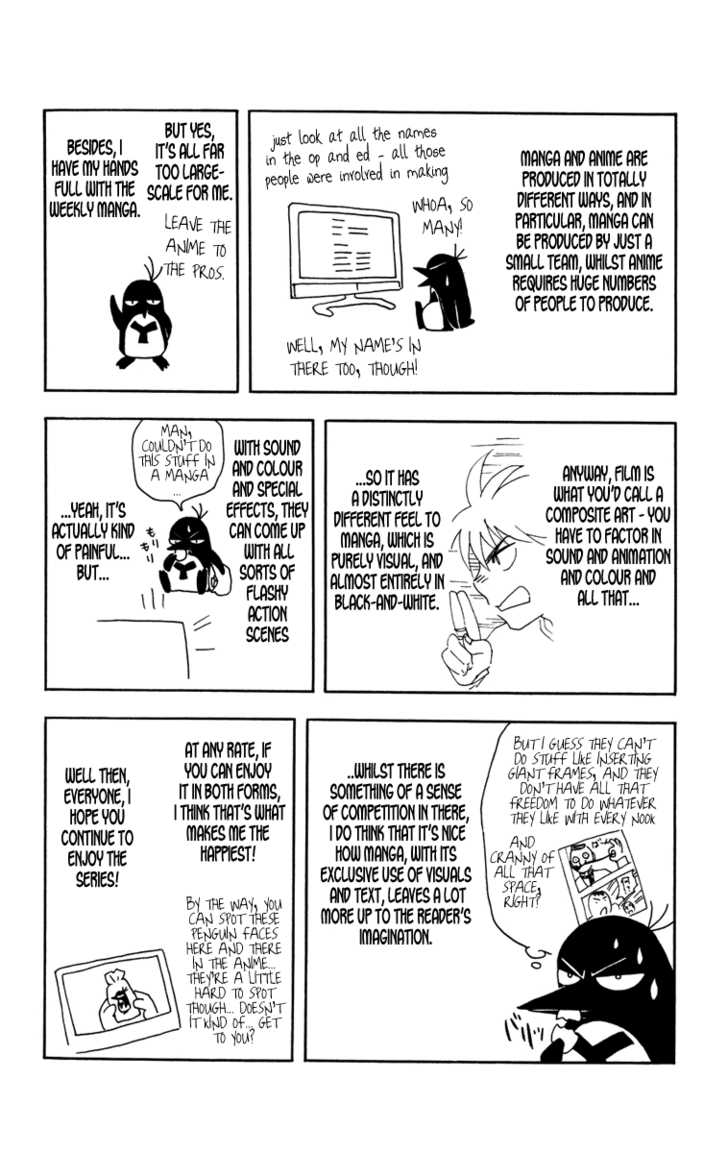 MANGA AND ANIME ARE
PRODUCED IN TOTALLY
DIFFERENT WAYS, AND IN
PARTICULAR, MANGA CAN
BE PRODUCED BY JUST A
SMALL TEAM, WHILST ANIME
REQUIRES HUGE NUMBERS
OF PEOPLE TO PRODUCE.
just look at all the names
in the op and ed - all those
people were involved in making
WHOA, SO
MANY!
WELL, MY NAME'S IN
THERE TOO, THOUGH!
BUT YES,
IT'S ALL FAR
TOO LARGE-
SCALE FOR ME.
LEAVE THE
ANIME TO
THE PROS.
BESIDES, I
HAVE MY HANDS
FULL WITH THE
WEEKLY MANGA.
ANYWAY, FILM IS
WHAT YOU'D CALL A
COMPOSITE ART - YOU
HAVE TO FACTOR IN
SOUND AND ANIMATION
AND COLOUR AND
ALL THAT...
...SO IT HAS
A DISTINCTLY
DIFFERENT FEEL TO
MANGA, WHICH IS
PURELY VISUAL, AND
ALMOST ENTIRELY IN
BLACK-AND-WHITE.
WITH SOUND
AND COLOUR
AND SPECIAL
EFFECTS, THEY
CAN COME UP
WITH ALL
SORTS OF
FLASHY
ACTION
SCENES
MAN,
COULDN'T DO
THIS STUFF IN
A MANGA
...
もりもり
...YEAH, IT'S
ACTUALLY KIND
OF PAINFUL...
BUT...
BUT I GUESS THEY CAN'T
DO STUFF LIKE INSERTING
GIANT FRAMES, AND THEY
DON'T HAVE ALL THAT
FREEDOM TO DO WHATEVER
THEY LIKE WITH EVERY NOOK
AND
CRANNY OF
ALL THAT
SPACE,
RIGHT?
..WHILST THERE IS
SOMETHING OF A SENSE
OF COMPETITION IN THERE,
I DO THINK THAT IT'S NICE
HOW MANGA, WITH ITS
EXCLUSIVE USE OF VISUALS
AND TEXT, LEAVES A LOT
MORE UP TO THE READER'S
IMAGINATION.
AT ANY RATE, IF
YOU CAN ENJOY
IT IN BOTH FORMS,
I THINK THAT'S WHAT
MAKES ME THE
HAPPIEST!
BY THE WAY, YOU
CAN SPOT THESE
PENGUIN FACES
HERE AND THERE
IN THE ANIME...
THEY'RE A LITTLE
HARD TO SPOT
THOUGH... DOESN'T
IT KIND OF... GET
TO YOU?
WELL THEN,
EVERYONE, I
HOPE YOU
CONTINUE TO
ENJOY THE
SERIES!